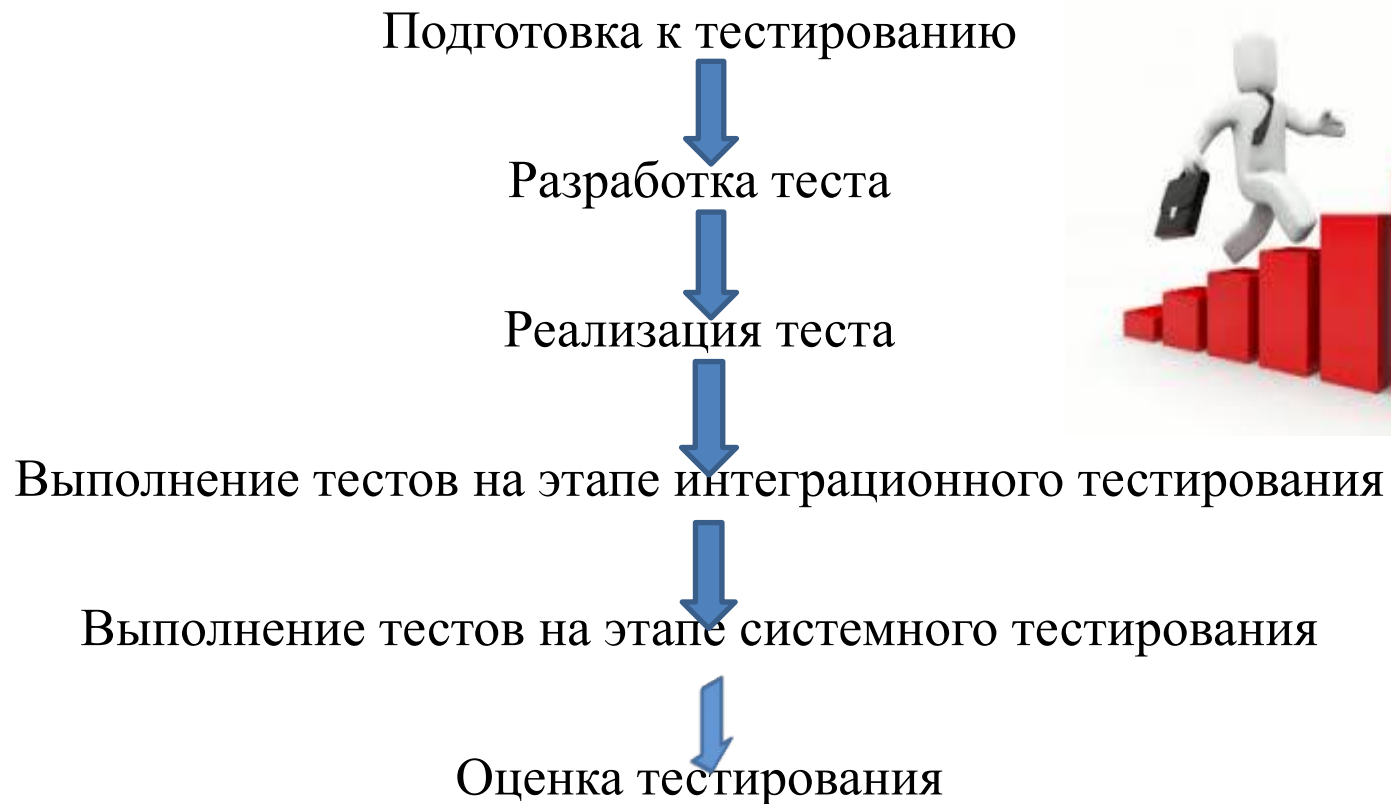 Подготовка к тестированию
Разработка теста
Реализация теста
Выполнение тестов на этапе интеграционного тестирования
Выполнение тестов на этапе системного тестирования
Оценка тестирования